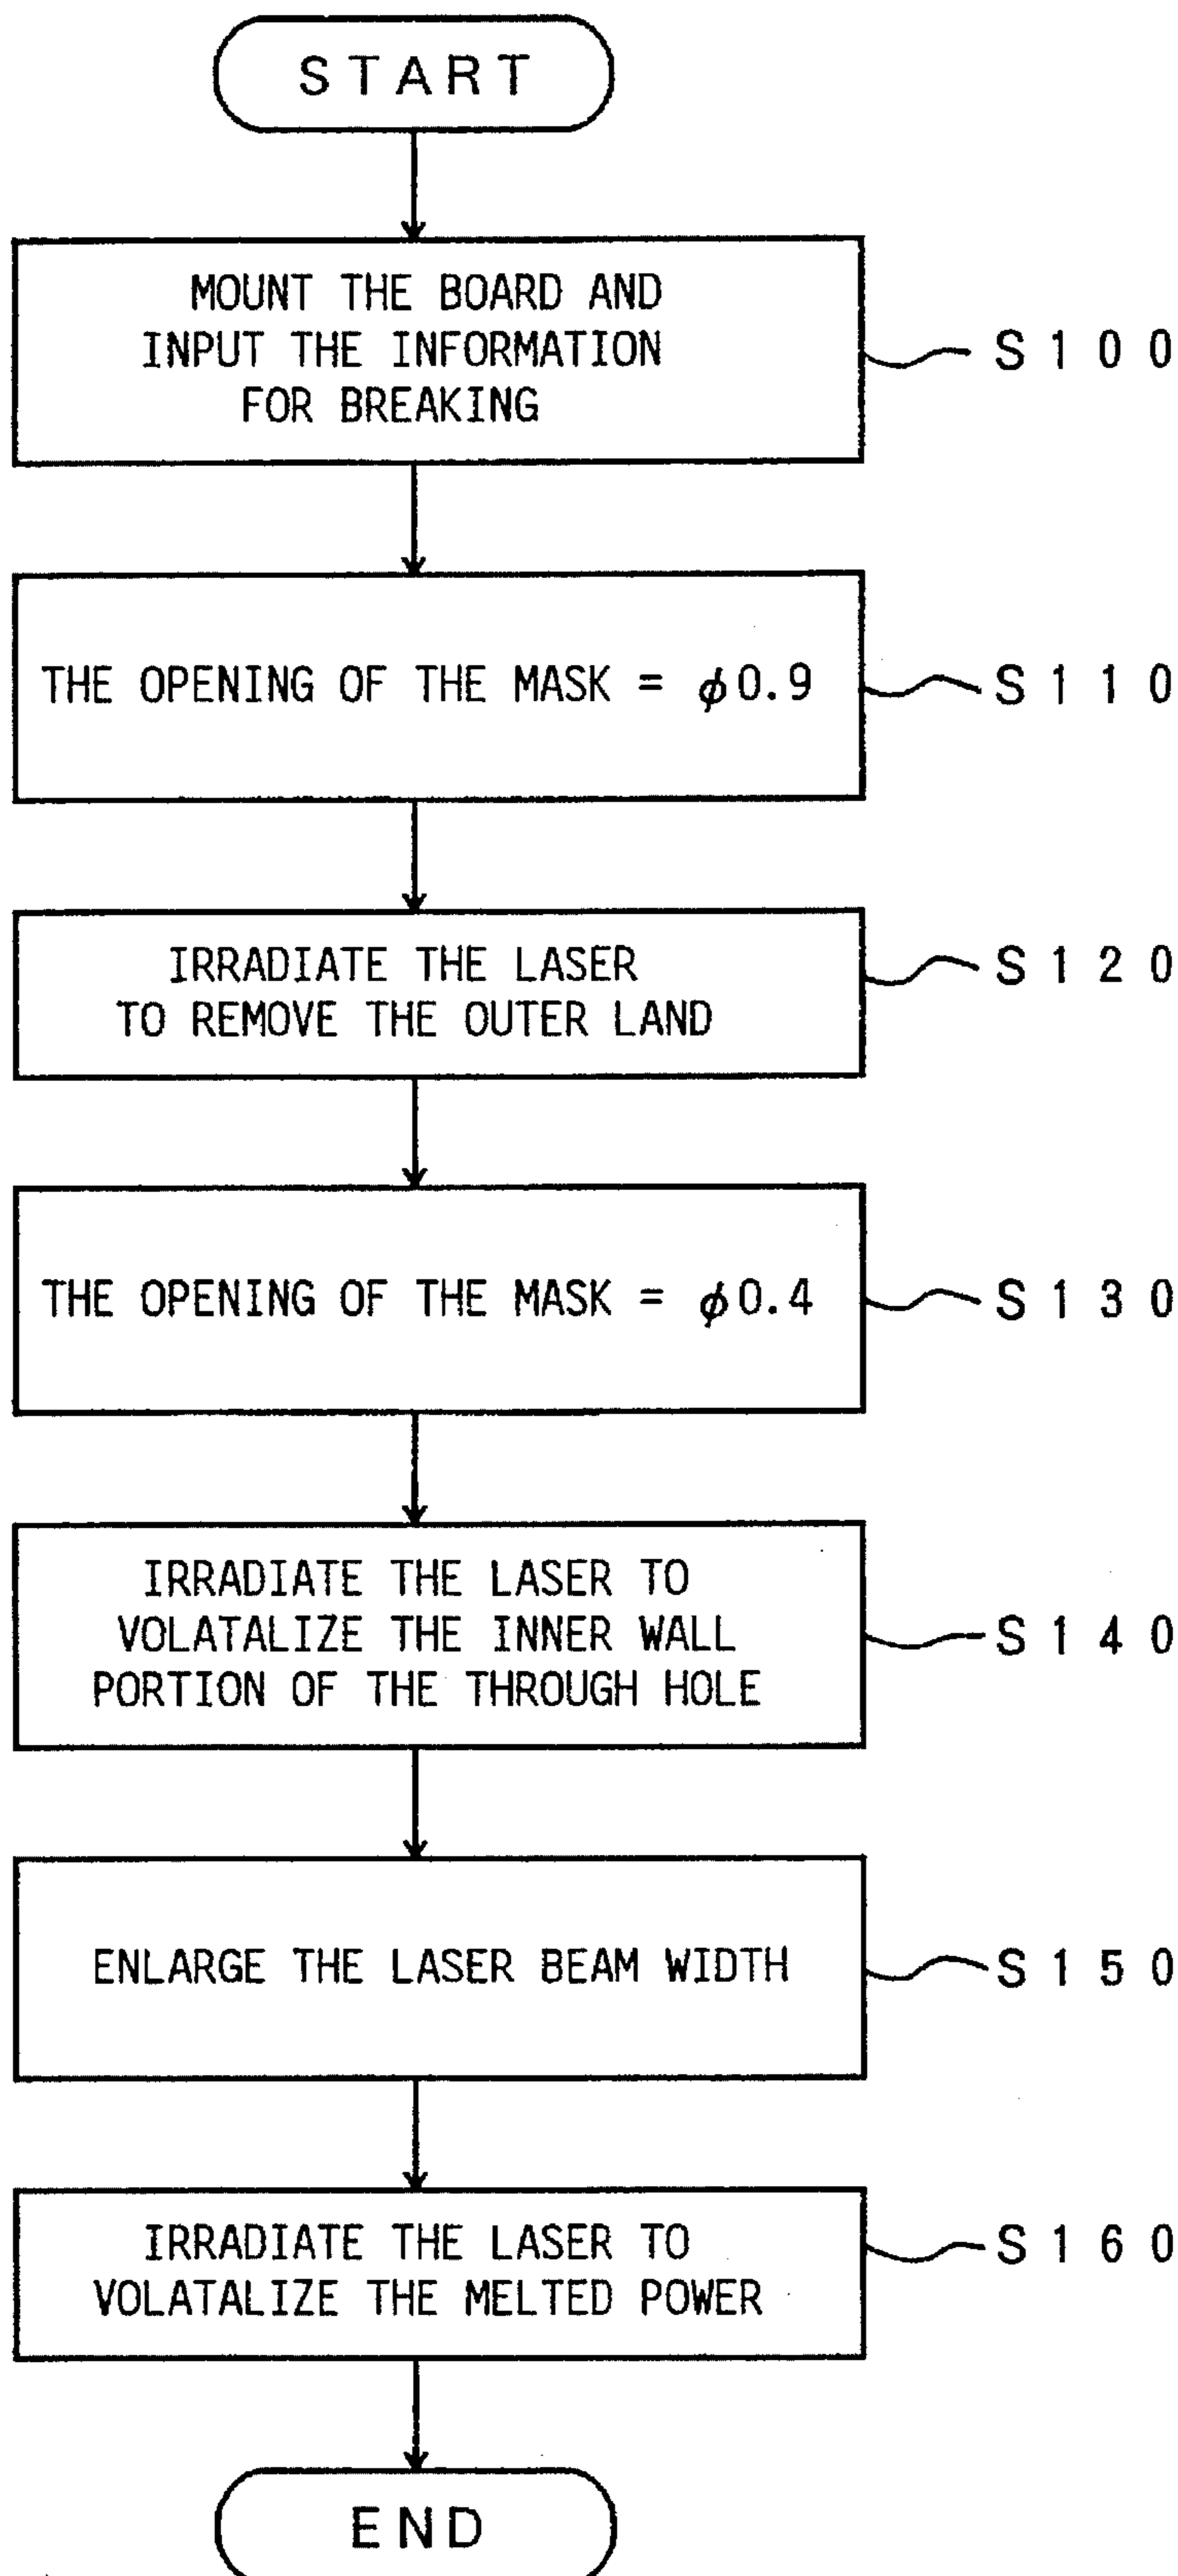 START
MOUNT THE BOARD AND
INPUT THE INFORMATION
FOR BREAKING
S100
THE OPENING OF THE MASK = φ0.9
S110
IRRADIATE THE LASER
TO REMOVE THE OUTER LAND
S120
THE OPENING OF THE MASK = φ0.4
S130
IRRADIATE THE LASER TO
VOLATALIZE THE INNER WALL
PORTION OF THE THROUGH HOLE
S140
ENLARGE THE LASER BEAM WIDTH
S150
IRRADIATE THE LASER TO
VOLATALIZE THE MELTED POWER
S160
END